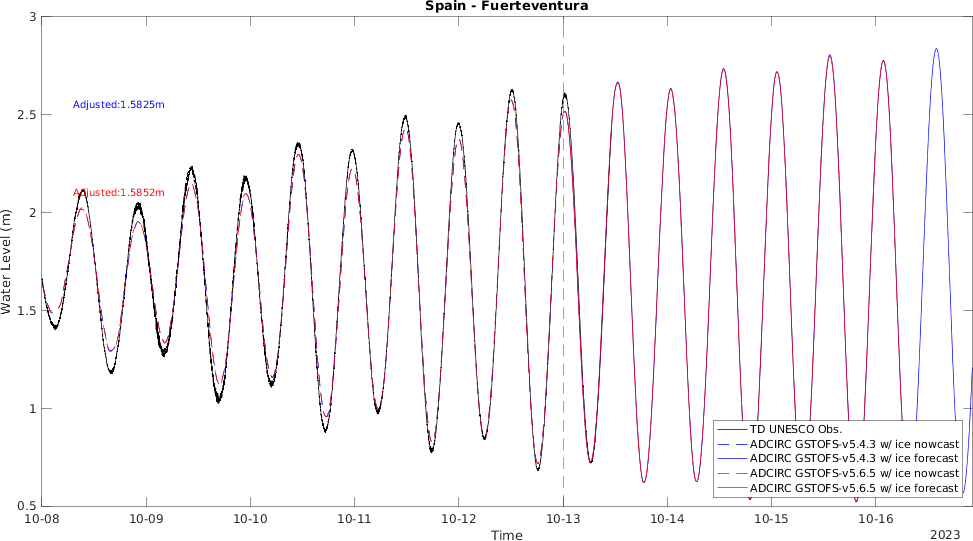 Spain - Fuerteventura
3
2.5
2
1.5
1
0.5
Water Level (m)
Adjusted:1.5825m
Adjusted:1.5852m
TD UNESCO Obs.
ADCIRC GSTOFS-v5.4.3 w/ ice nowcast
ADCIRC GSTOFS-v5.4.3 w/ ice forecast
ADCIRC GSTOFS-v5.6.5 w/ ice nowcast
ADCIRC GSTOFS-v5.6.5 w/ ice forecast
10-08 10-09 10-10 10-11 10-12 10-13 10-14 10-15 10-16
Time
2023